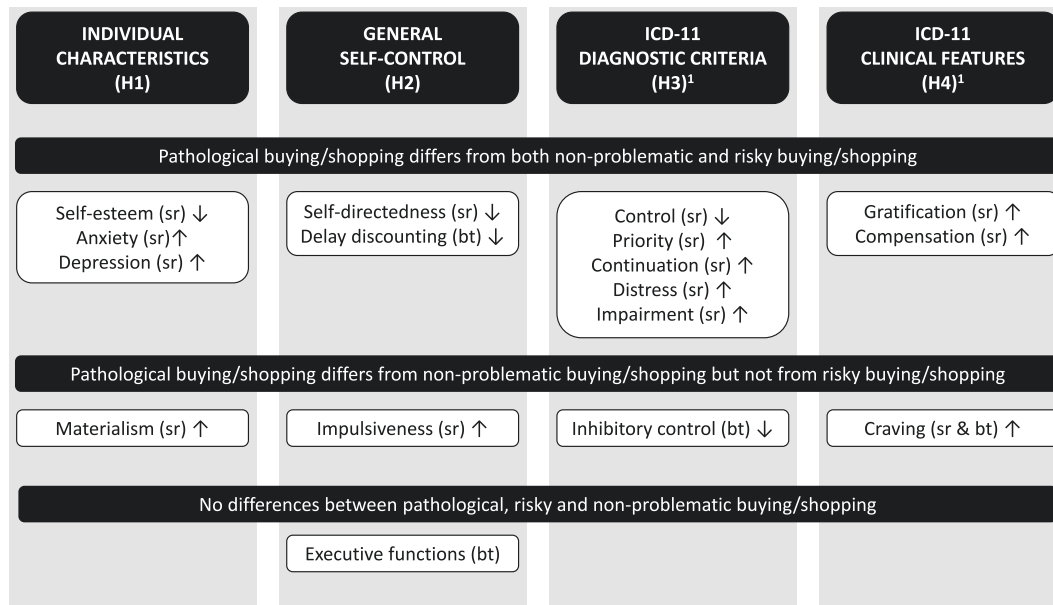 INDIVIDUAL
CHARACTERISTICS
(H1)
GENERAL
SELF-CONTROL
(H2)
ICD-11
DIAGNOSTIC CRITERIA
(H3)¹
ICD-11
CLINICAL FEATURES
(H4)¹
Pathological buying/shopping differs from both non-problematic and risky buying/shopping
Self-esteem (sr) ↓
Anxiety (sr)↑
Depression (sr) ↑
Self-directedness (sr) ↓
Delay discounting (bt) ↓
Control (sr) ↓
Priority (sr) ↑
Continuation (sr) ↑
Distress (sr) ↑
Impairment (sr) ↑
Gratification (sr) ↑
Compensation (sr) ↑
Pathological buying/shopping differs from non-problematic buying/shopping but not from risky buying/shopping
Materialism (sr) ↑
Impulsiveness (sr) ↑
Inhibitory control (bt) ↓
Craving (sr & bt) ↑
No differences between pathological, risky and non-problematic buying/shopping
Executive functions (bt)